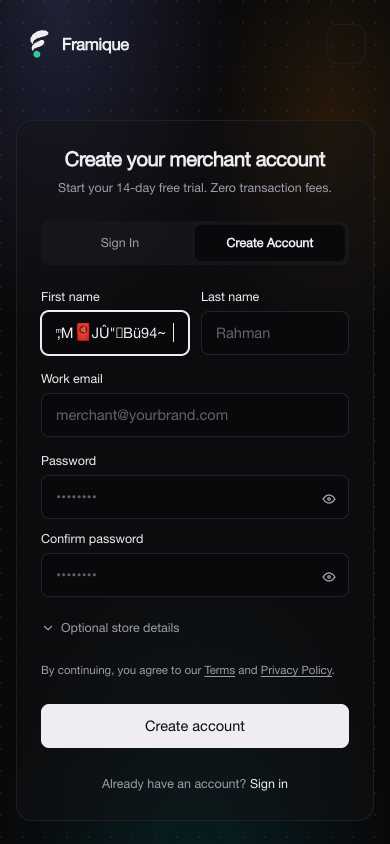 Framique
Create your merchant account
Start your 14-day free trial. Zero transaction fees.
Sign In
Create Account
First name
Last name
Rahman
Work email
merchant@yourbrand.com
Password
••••••••
Confirm password
••••••••
Optional store details
By continuing, you agree to our Terms and Privacy Policy.
Create account
Already have an account? Sign in